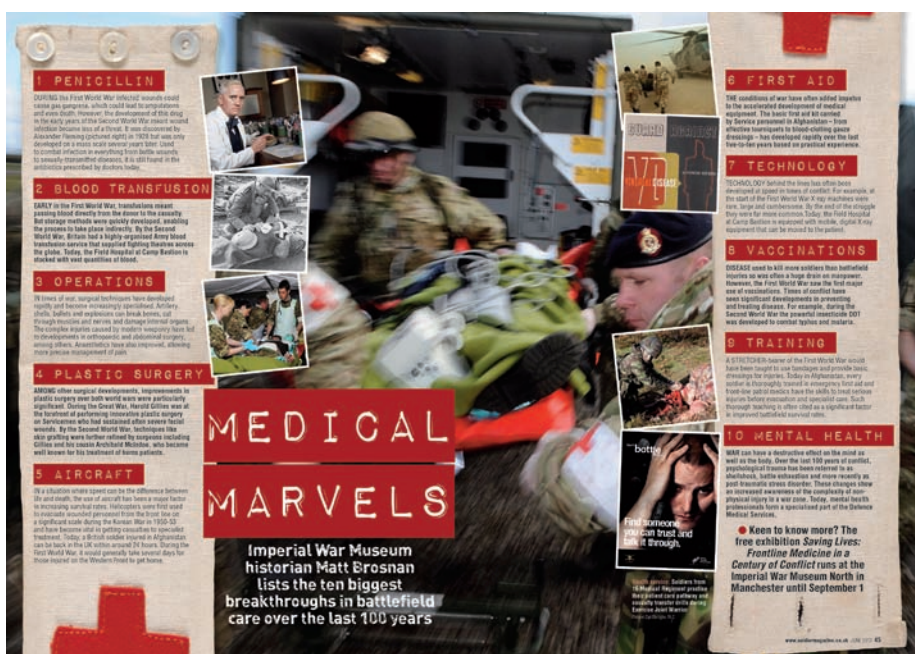 1 PENICILLIN
DURING the First World War infected wounds could
cause gas gangrene, which could lead to amputations
and even death. However, the development of this drug
in the early years of the Second World War meant wound
infection became less of a threat. It was discovered by
Alexander Fleming (pictured right) in 1928 but was only
developed on a mass scale several years later. Used
to combat infection in everything from battle wounds
to sexually-transmitted diseases, it is still found in the
antibiotics prescribed by doctors today.
2 BLOOD TRANSFUSION
EARLY in the First World War, transfusions meant
passing blood directly from the donor to the casualty.
But storage methods were quickly developed, enabling
the process to take place indirectly. By the Second
World War, Britain had a highly-organised Army blood
transfusion service that supplied fighting theatres across
the globe. Today, the Field Hospital at Camp Bastion is
stocked with vast quantities of blood.
3 OPERATIONS
IN times of war, surgical techniques have developed
rapidly and become increasingly specialised. Artillery,
shells, bullets and explosions can break bones, cut
through muscles and nerves and damage internal organs.
The complex injuries caused by modern weaponry have led
to developments in orthopaedic and abdominal surgery,
among others. Anaesthetics have also improved, allowing
more precise management of pain.
4 PLASTIC SURGERY
AMONG other surgical developments, improvements in
plastic surgery over both world wars were particularly
significant. During the Great War, Harold Gillies was at
the forefront of performing innovative plastic surgery
on Servicemen who had sustained often severe facial
wounds. By the Second World War, techniques like
skin grafting were further refined by surgeons including
Gillies and his cousin Archibald McIndoe, who became
well known for his treatment of burns patients.
5 AIRCRAFT
IN a situation where speed can be the difference between
life and death, the use of aircraft has been a major factor
in increasing survival rates. Helicopters were first used
to evacuate wounded personnel from the front line on
a significant scale during the Korean War in 1950-53
and have become vital in getting casualties to specialist
treatment. Today, a British soldier injured in Afghanistan
can be back in the UK within around 24 hours. During the
First World War, it would generally take several days for
those injured on the Western Front to get home.
MEDICAL
MARVELS
Imperial War Museum
historian Matt Brosnan
lists the ten biggest
breakthroughs in battlefield
care over the last 100 years
GUARD AGAINST
VD
VENEREAL DISEASE
bottle
Find someone
you can trust and
talk it through.
Soldiers from
16 Medical Regiment practise
their patient care pathway and
casualty transfer drills during
Exercise Joint Warrior
6 FIRST AID
THE conditions of war have often added impetus
to the accelerated development of medical
equipment. The basic first aid kit carried
by Service personnel in Afghanistan – from
effective tourniquets to blood-clotting gauze
dressings – has developed rapidly over the last
five-to-ten years based on practical experience.
7 TECHNOLOGY
TECHNOLOGY behind the lines has often been
developed at speed in times of conflict. For example, at
the start of the First World War X-ray machines were
rare, large and cumbersome. By the end of the struggle
they were far more common. Today, the Field Hospital
at Camp Bastion is equipped with mobile, digital X-ray
equipment that can be moved to the patient.
8 VACCINATIONS
DISEASE used to kill more soldiers than battlefield
injuries so was often a huge drain on manpower.
However, the First World War saw the first major
use of vaccinations. Times of conflict have
seen significant developments in preventing
and treating disease. For example, during the
Second World War the powerful insecticide DDT
was developed to combat typhus and malaria.
9 TRAINING
A STRETCHER-bearer of the First World War would
have been taught to use bandages and provide basic
dressings for injuries. Today in Afghanistan, every
soldier is thoroughly trained in emergency first aid and
front-line patrol medics have the skills to treat serious
injuries before evacuation and specialist care. Such
thorough teaching is often cited as a significant factor
in improved battlefield survival rates.
10 MENTAL HEALTH
WAR can have a destructive effect on the mind as
well as the body. Over the last 100 years of conflict,
psychological trauma has been referred to as
shellshock, battle exhaustion and more recently as
post-traumatic stress disorder. These changes show
an increased awareness of the complexity of non-
physical injury in a war zone. Today, mental health
professionals form a specialised part of the Defence
Medical Services.
● Keen to know more? The
free exhibition Saving Lives:
Frontline Medicine in a
Century of Conflict runs at the
Imperial War Museum North in
Manchester until September 1
www.soldiermagazine.co.uk JUNE